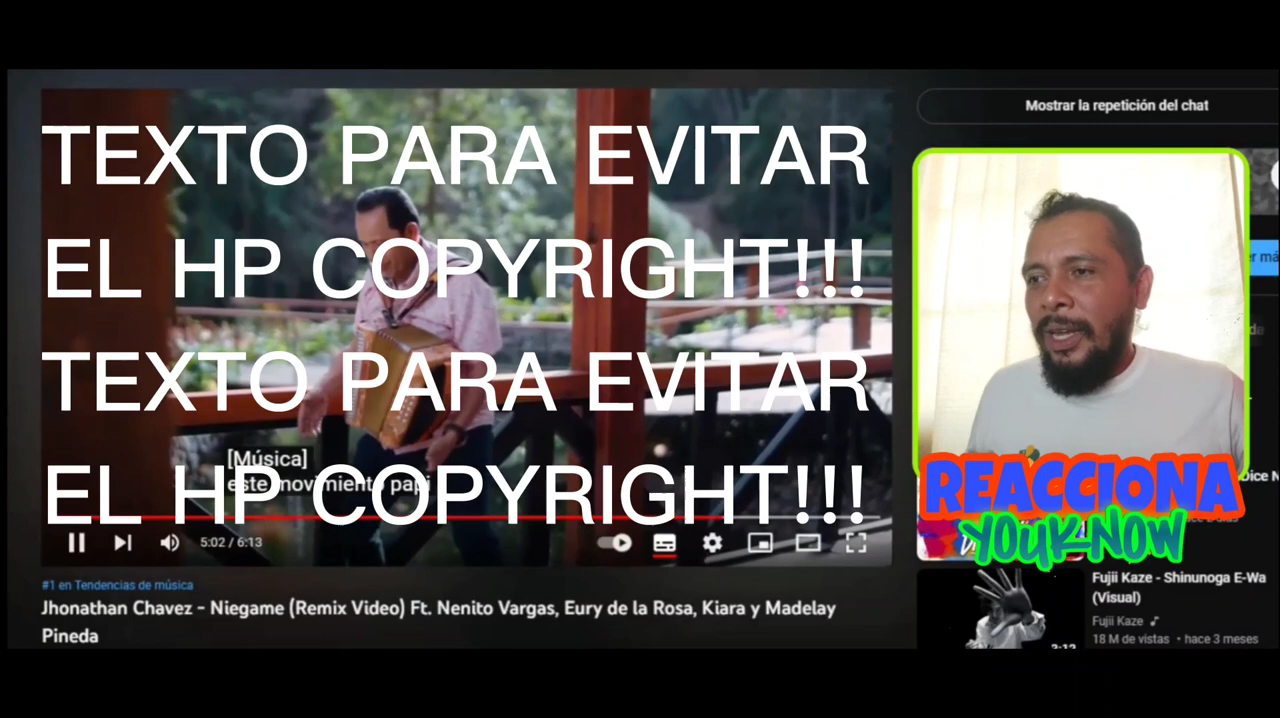 Mostrar la repetición del chat
TEXTO PARA EVITAR
EL HP COPYRIGHT!!!
TEXTO PARA EVITAR
EL HP COPYRIGHT!!!
[Música]
este movimiento papi
5:02 / 6:13
#1 en Tendencias de música
Jhonathan Chavez - Niegame (Remix Video) Ft. Nenito Vargas, Eury de la Rosa, Kiara y Madelay
Pineda
REACCIONA
YOUKNOW
Fujii Kaze - Shinunoga E-Wa
(Visual)
Fujii Kaze
18 M de vistas • hace 3 meses